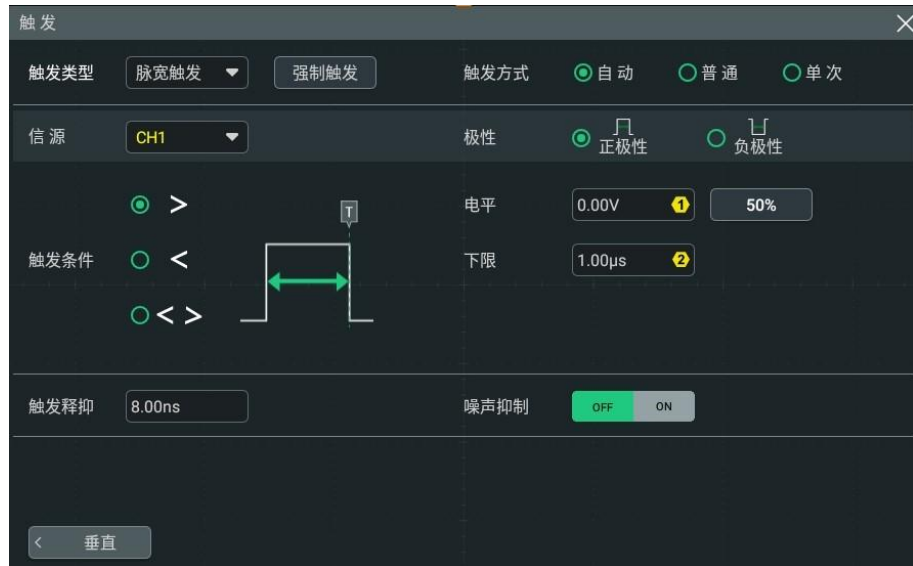 触发
触发类型 脉宽触发 强制触发 触发方式 自动 普通 单次
信源 CH1 极性 正极性 负极性
> T 电平 0.00V 1 50%
触发条件 < 下限 1.00μs 2
< >
触发释抑 8.00ns 噪声抑制 OFF ON
< 垂直